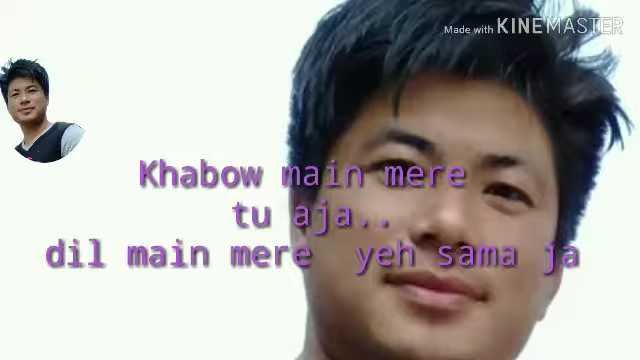 Made with KINEMASTER
Khabow main mere
tu aja..
dil main mere yeh sama ja